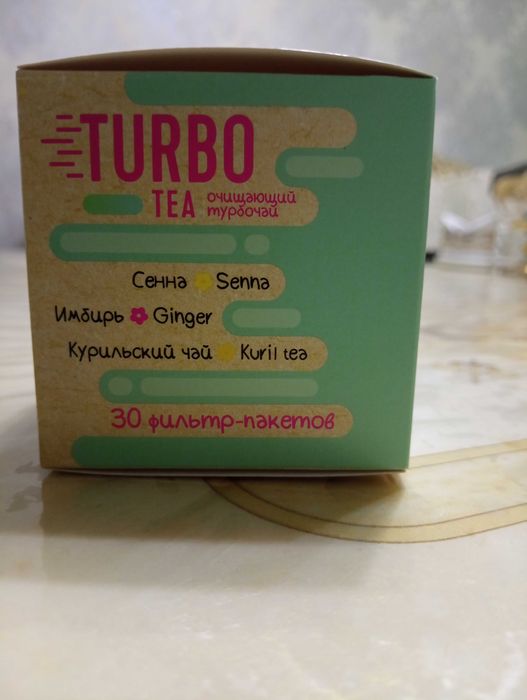 TURBO
TEA очищающий
турбочай
Сенна Senna
Имбирь Ginger
Курильский чай Kuril tea
30 фильтр-пакетов